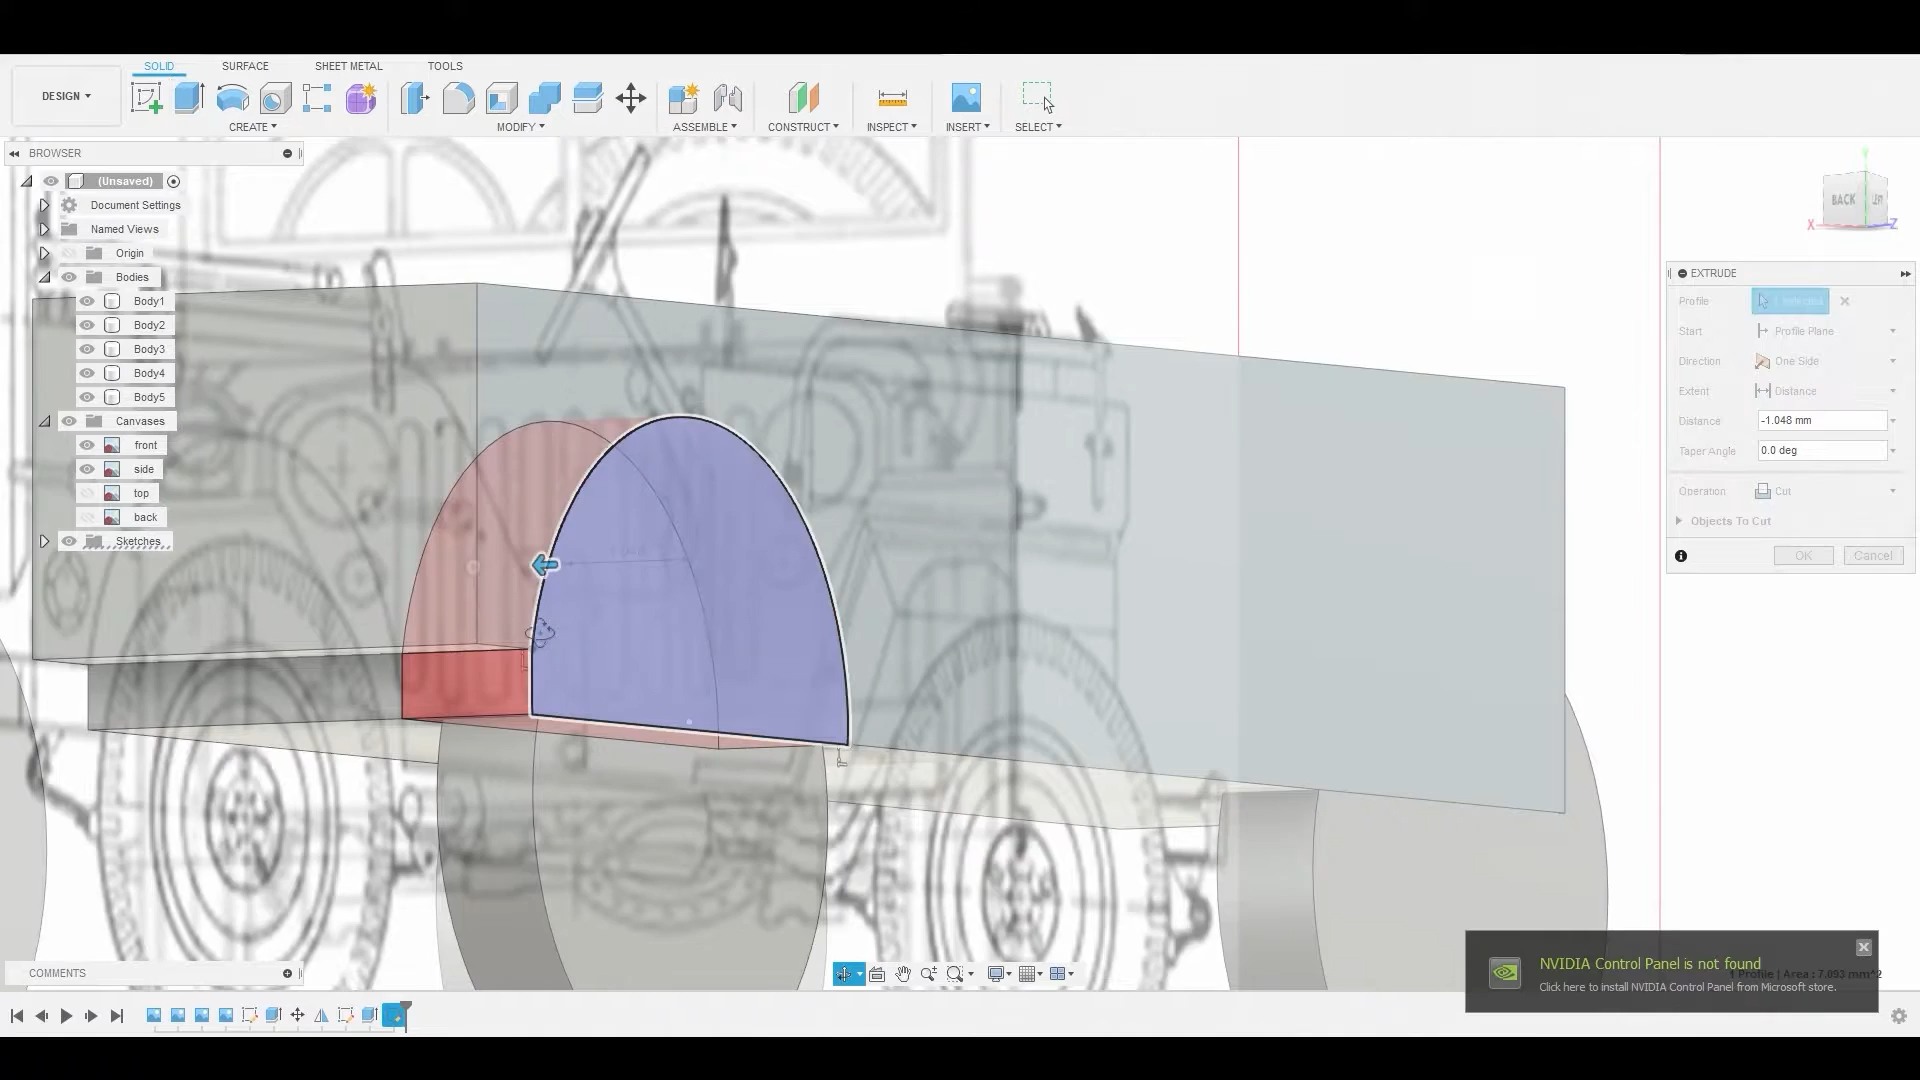 SOLID SURFACE SHEET METAL TOOLS
DESIGN
CREATE MODIFY ASSEMBLE CONSTRUCT INSPECT INSERT SELECT
BROWSER
(Unsaved)
Document Settings
Named Views
Origin
Bodies
Body1
Body2
Body3
Body4
Body5
Canvases
front
side
top
back
Sketches
BACK LEFT
X Z
EXTRUDE
Profile 1 selected
Start Profile Plane
Direction One Side
Extent Distance
Distance -1.048 mm
Taper Angle 0.0 deg
Operation Cut
Objects To Cut
OK Cancel
COMMENTS
NVIDIA Control Panel is not found
1 Profile | Area : 7.093 mm^2
Click here to install NVIDIA Control Panel from Microsoft store.